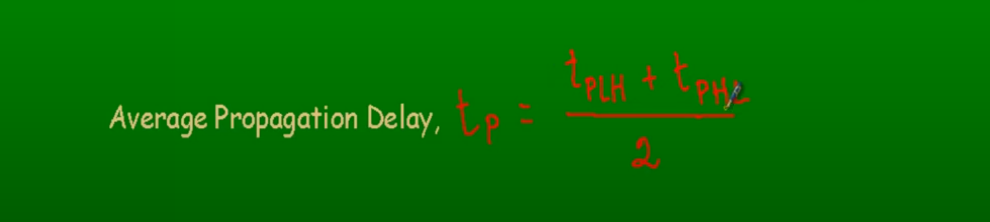 Average Propagation Delay, tP = (tPLH + tPHL) / 2